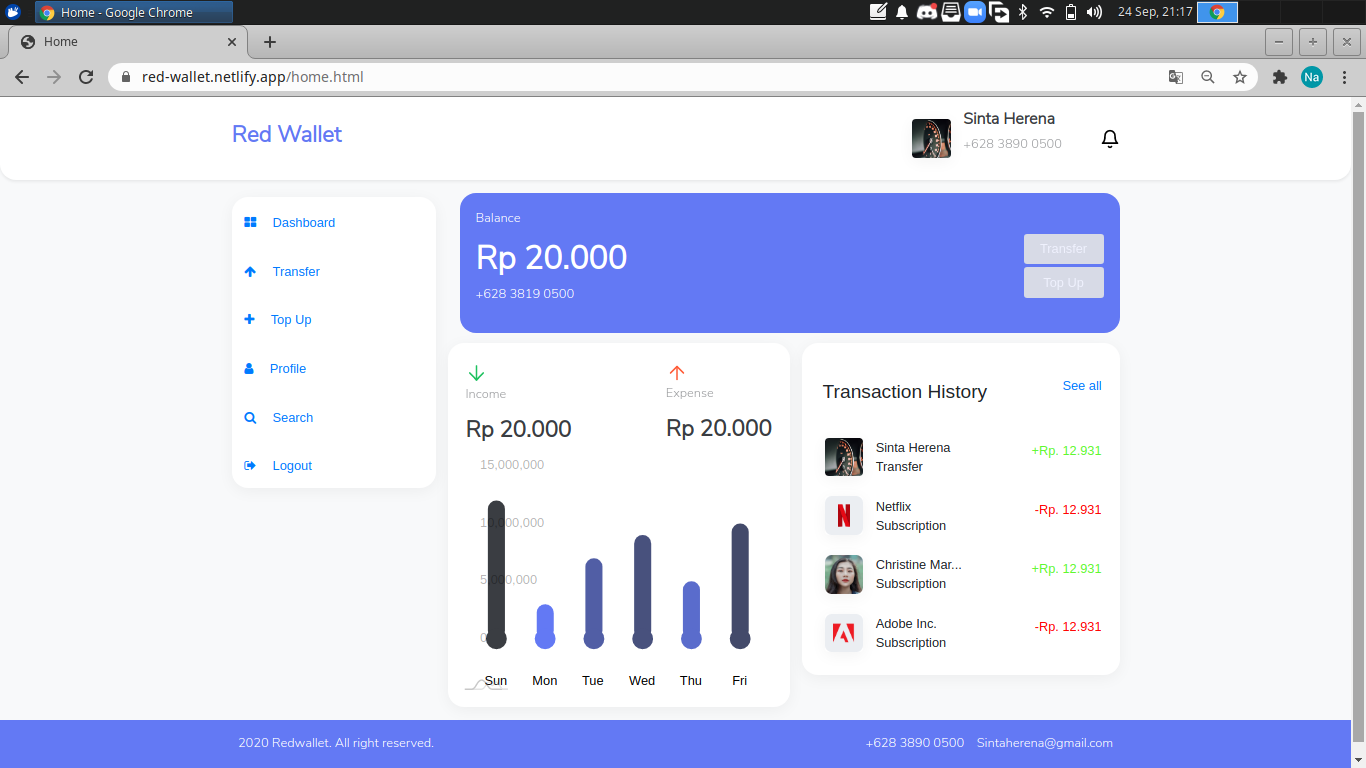 Home - Google Chrome
24 Sep, 21:17
Home
red-wallet.netlify.app/home.html
Na
Red Wallet
Sinta Herena
+628 3890 0500
Dashboard
Transfer
Top Up
Profile
Search
Logout
Balance
Rp 20.000
+628 3819 0500
Transfer
Top Up
Income
Rp 20.000
Expense
Rp 20.000
15,000,000
10,000,000
5,000,000
0
Sun Mon Tue Wed Thu Fri
Transaction History
See all
Sinta Herena
Transfer
+Rp. 12.931
Netflix
Subscription
-Rp. 12.931
Christine Mar...
Subscription
+Rp. 12.931
Adobe Inc.
Subscription
-Rp. 12.931
2020 Redwallet. All right reserved.
+628 3890 0500 Sintaherena@gmail.com